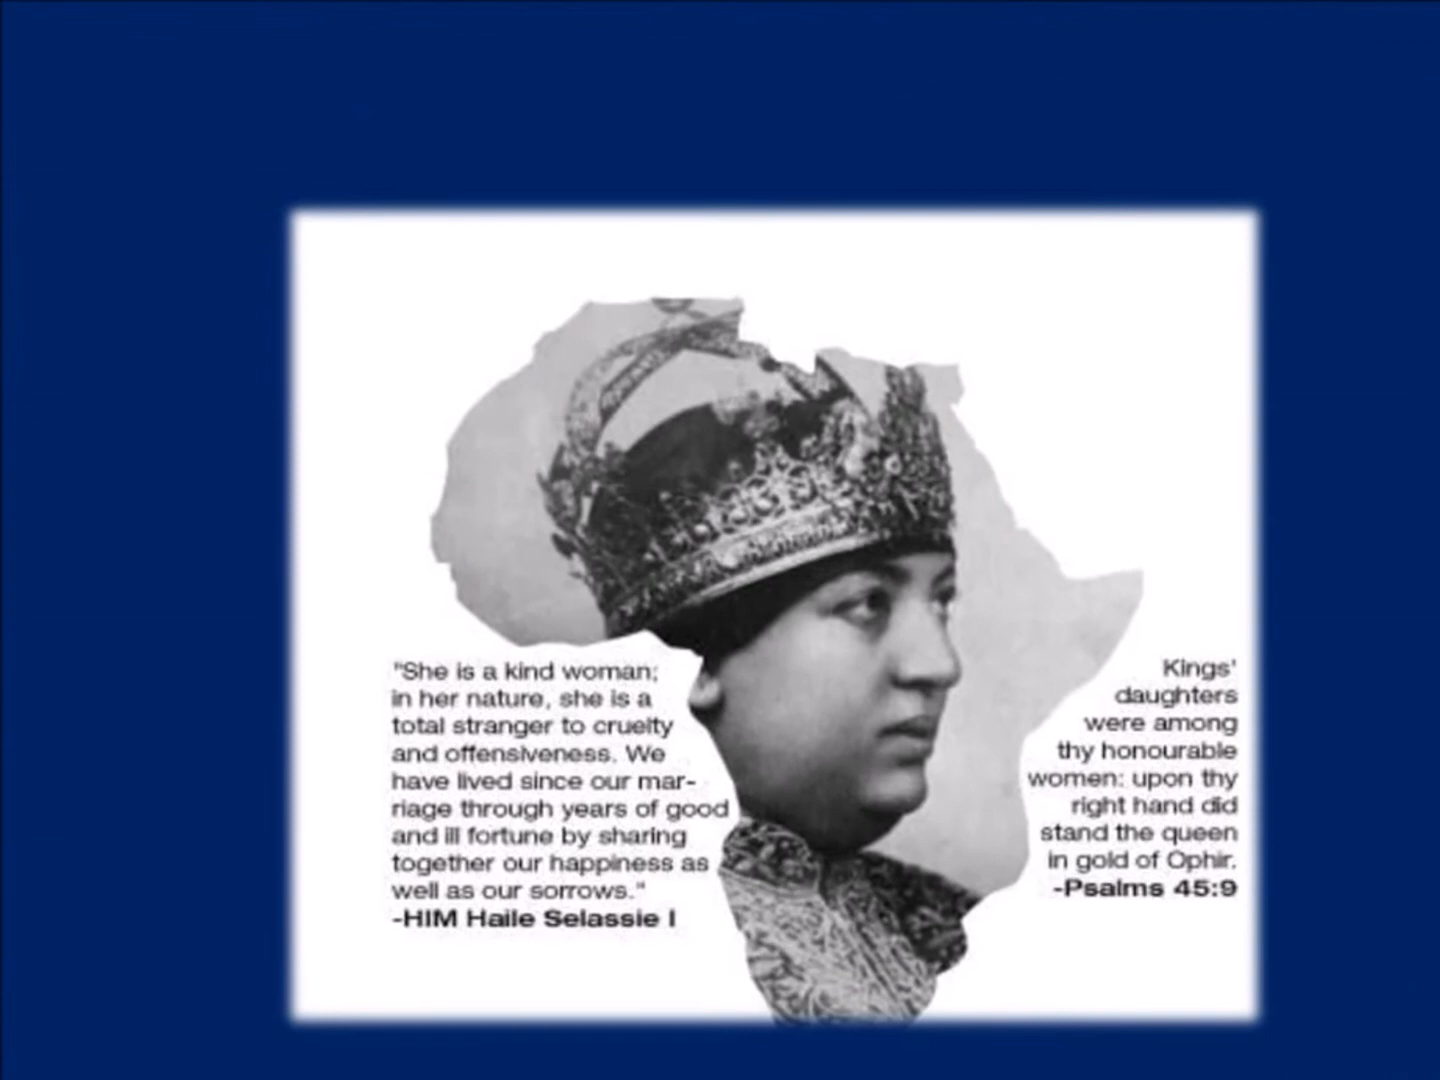 "She is a kind woman;
in her nature, she is a
total stranger to cruelty
and offensiveness. We
have lived since our mar-
riage through years of good
and ill fortune by sharing
together our happiness as
well as our sorrows."
-HIM Haile Selassie I
Kings'
daughters
were among
thy honourable
women: upon thy
right hand did
stand the queen
in gold of Ophir.
-Psalms 45:9